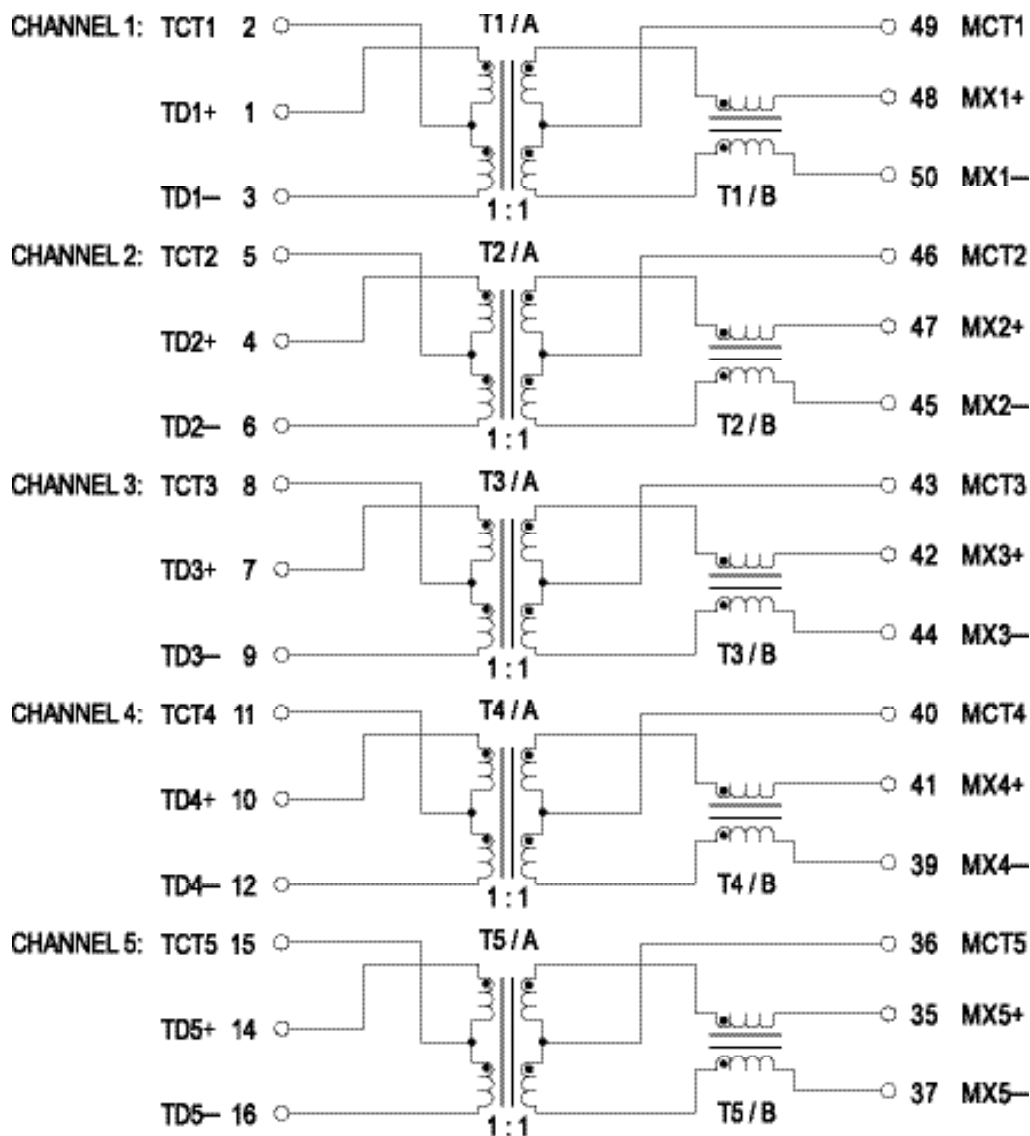 CHANNEL 1: TCT1 2 T1 / A 49 MCT1
TD1+ 1 48 MX1+
TD1— 3 1 : 1 T1 / B 50 MX1—
CHANNEL 2: TCT2 5 T2 / A 46 MCT2
TD2+ 4 47 MX2+
TD2— 6 1 : 1 T2 / B 45 MX2—
CHANNEL 3: TCT3 8 T3 / A 43 MCT3
TD3+ 7 42 MX3+
TD3— 9 1 : 1 T3 / B 44 MX3—
CHANNEL 4: TCT4 11 T4 / A 40 MCT4
TD4+ 10 41 MX4+
TD4— 12 1 : 1 T4 / B 39 MX4—
CHANNEL 5: TCT5 15 T5 / A 36 MCT5
TD5+ 14 35 MX5+
TD5— 16 1 : 1 T5 / B 37 MX5—